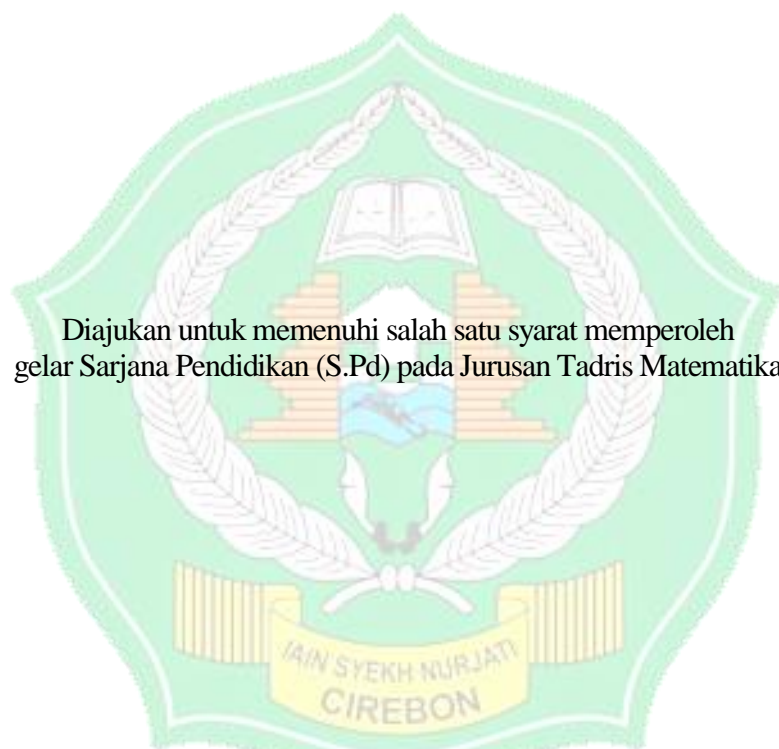 Diajukan untuk memenuhi salah satu syarat memperoleh
gelar Sarjana Pendidikan (S.Pd) pada Jurusan Tadris Matematika
IAIN SYEKH NURJATI
CIREBON